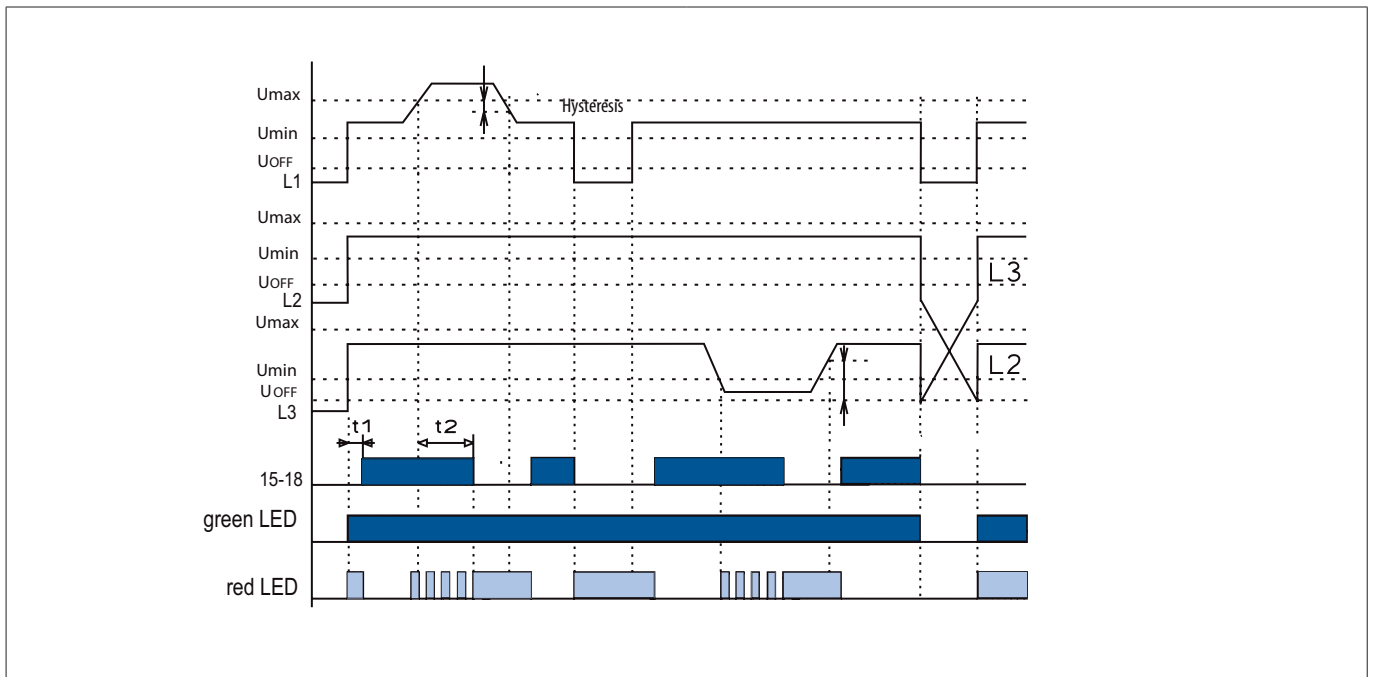 Umax
Hysteresis
Umin
UOFF
L1
Umax
Umin
UOFF
L3
L2
Umax
L2
Umin
UOFF
L3
t1
t2
15-18
green LED
red LED